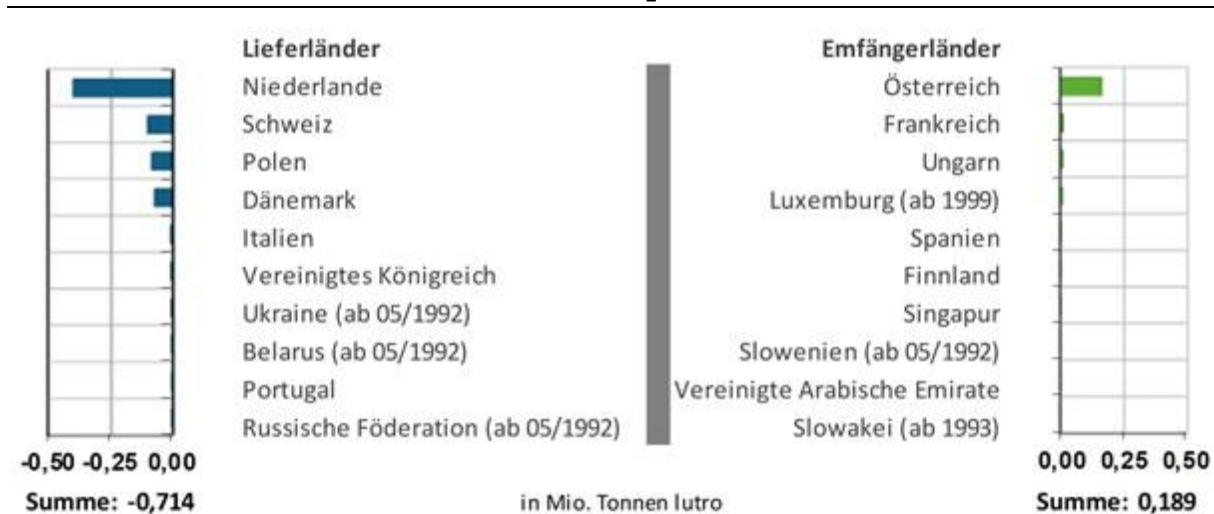 Lieferländer Emfängerländer
Niederlande Österreich
Schweiz Frankreich
Polen Ungarn
Dänemark Luxemburg (ab 1999)
Italien Spanien
Vereinigtes Königreich Finnland
Ukraine (ab 05/1992) Singapur
Belarus (ab 05/1992) Slowenien (ab 05/1992)
Portugal Vereinigte Arabische Emirate
Russische Föderation (ab 05/1992) Slowakei (ab 1993)
-0,50 -0,25 0,00 0,00 0,25 0,50
Summe: -0,714 in Mio. Tonnen lutro Summe: 0,189